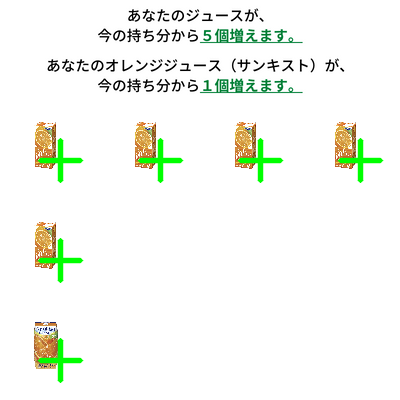 あなたのジュースが、
今の持ち分から５個増えます。
あなたのオレンジジュース（サンキスト）が、
今の持ち分から１個増えます。